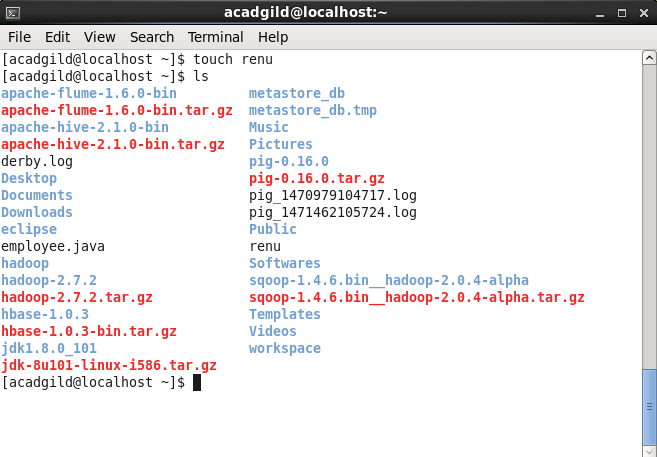 acadgild@localhost:~
File Edit View Search Terminal Help
[acadgild@localhost ~]$ touch renu
[acadgild@localhost ~]$ ls
apache-flume-1.6.0-bin metastore_db
apache-flume-1.6.0-bin.tar.gz metastore_db.tmp
apache-hive-2.1.0-bin Music
apache-hive-2.1.0-bin.tar.gz Pictures
derby.log pig-0.16.0
Desktop pig-0.16.0.tar.gz
Documents pig_1470979104717.log
Downloads pig_1471462105724.log
eclipse Public
employee.java renu
hadoop Softwares
hadoop-2.7.2 sqoop-1.4.6.bin__hadoop-2.0.4-alpha
hadoop-2.7.2.tar.gz sqoop-1.4.6.bin__hadoop-2.0.4-alpha.tar.gz
hbase-1.0.3 Templates
hbase-1.0.3-bin.tar.gz Videos
jdk1.8.0_101 workspace
jdk-8u101-linux-i586.tar.gz
[acadgild@localhost ~]$